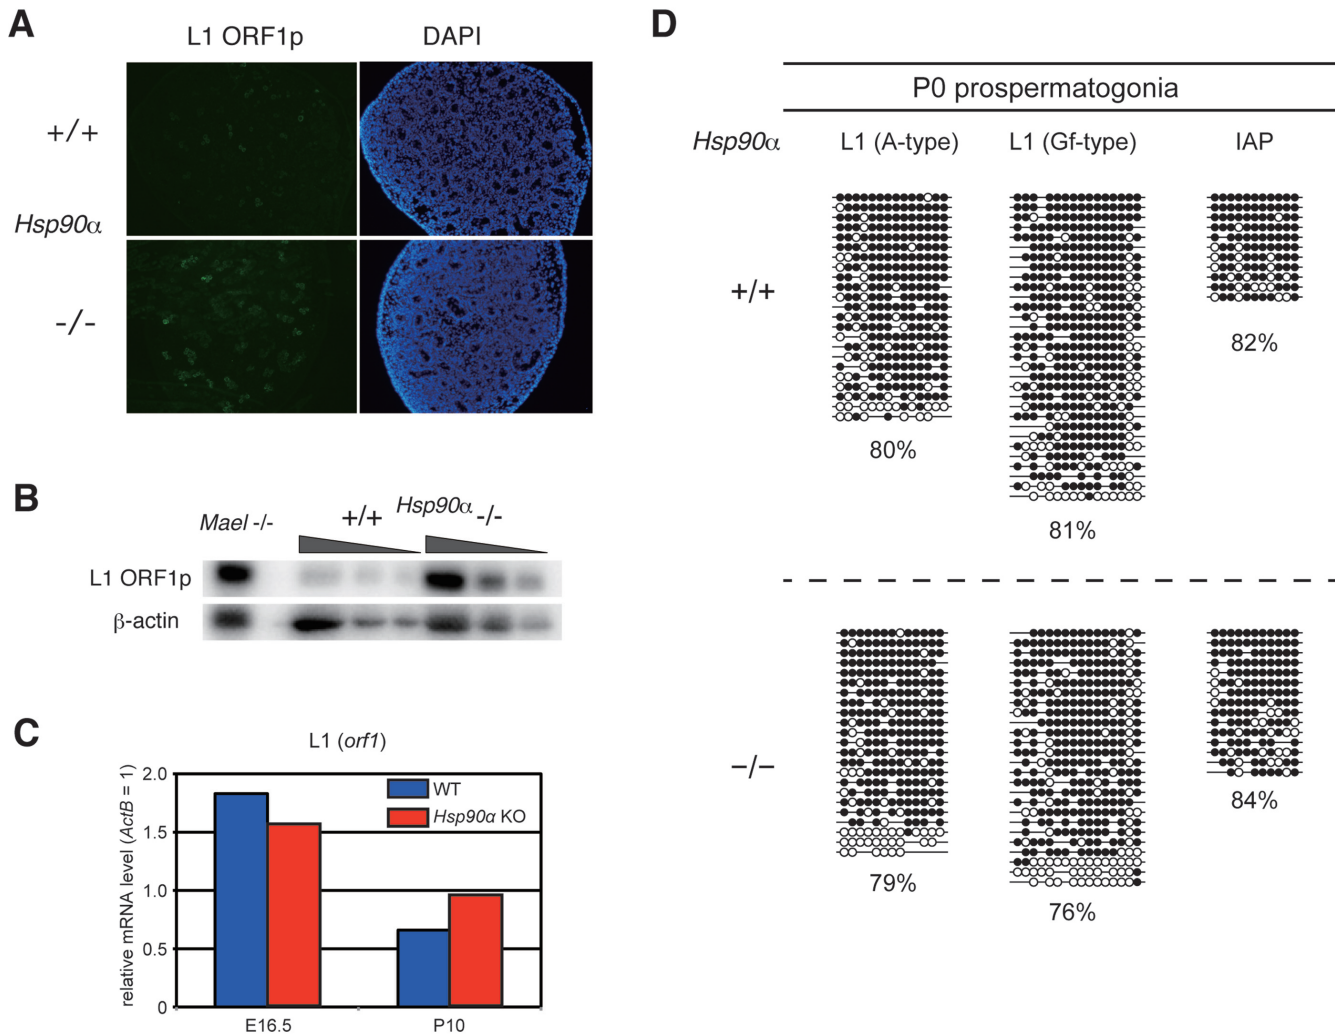 A
L1 ORF1p
DAPI
+/+
Hsp90α
-/-
B
Mael -/-
+/+
Hsp90α
-/-
L1 ORF1p
β-actin
C
L1 (orf1)
relative mRNA level (ActB = 1)
2.0
1.5
1.0
0.5
0
WT
Hsp90α KO
E16.5
P10
D
P0 prospermatogonia
Hsp90α
L1 (A-type)
L1 (Gf-type)
IAP
+/+
80%
81%
82%
−/−
79%
76%
84%